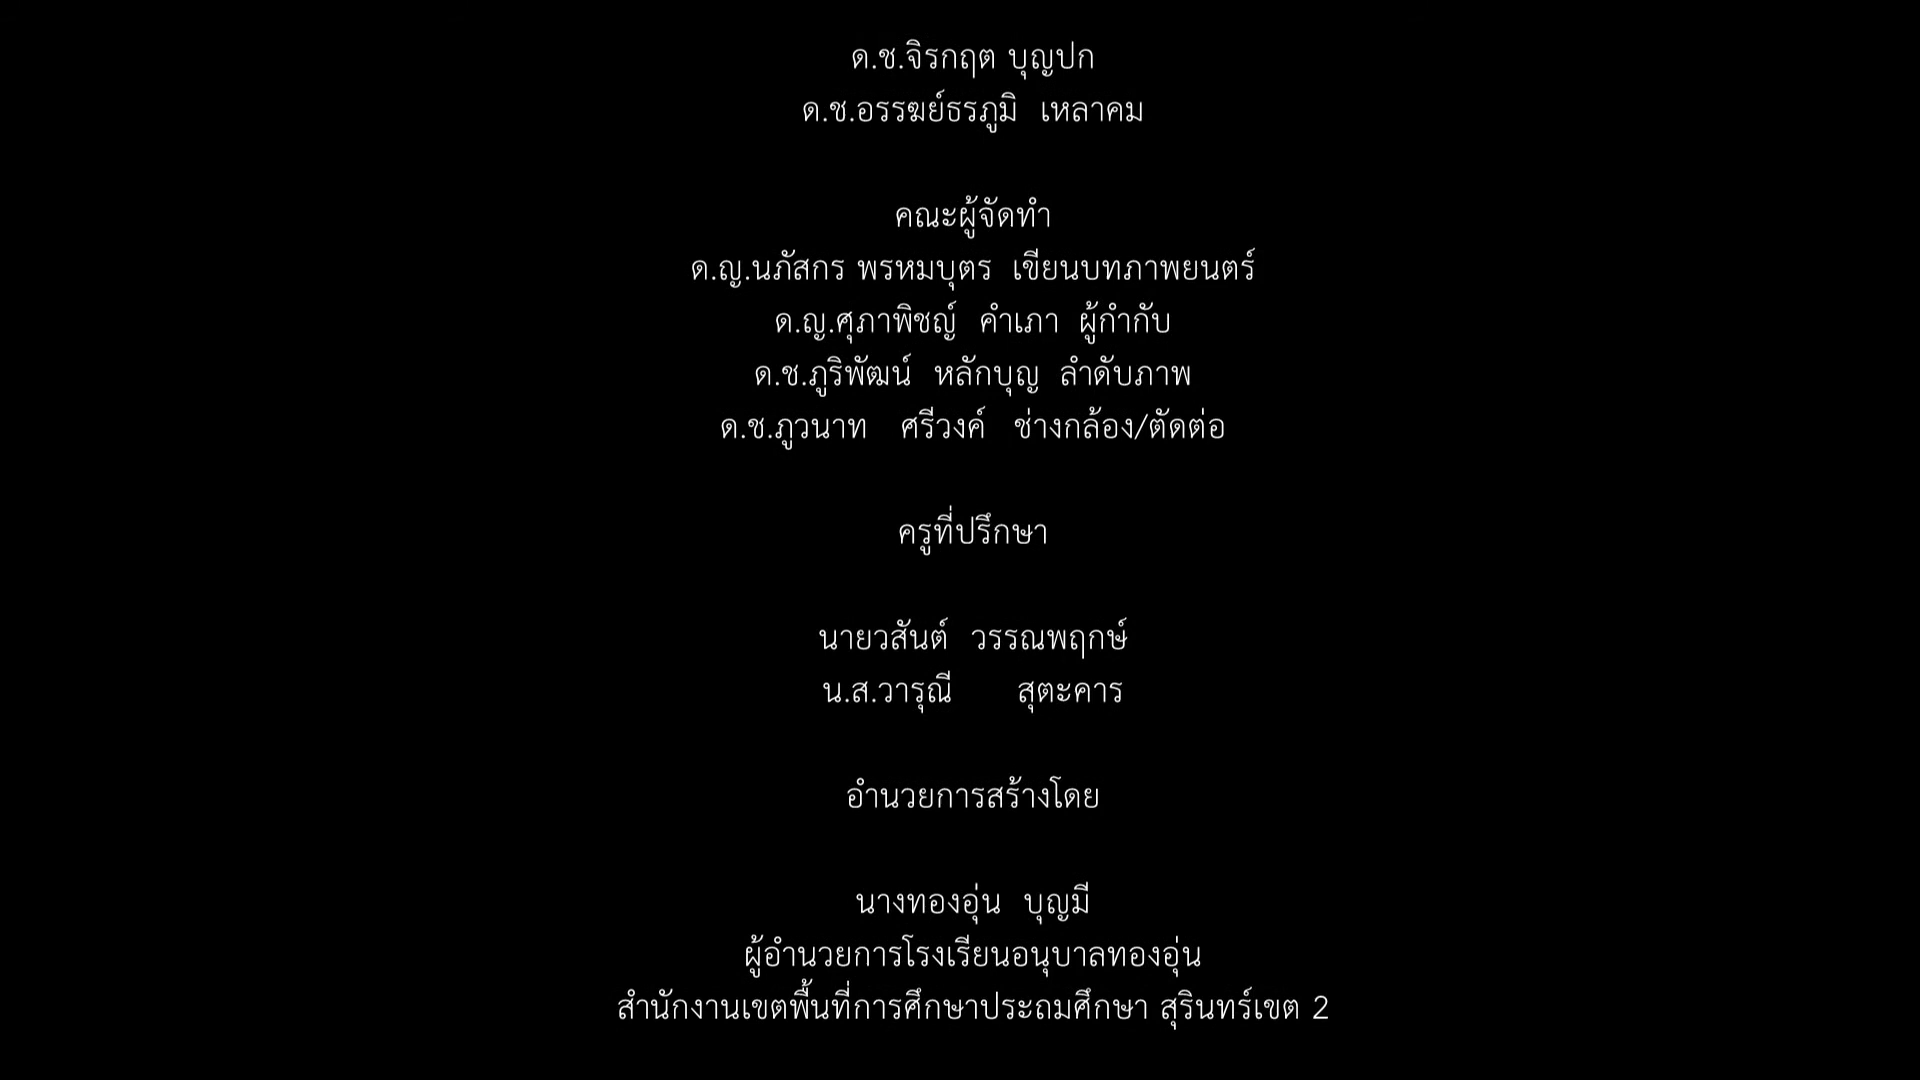 ด.ช.จิรกฤต บุญปก
ด.ช.อรรฆย์ธรภูมิ เหลาคม
คณะผู้จัดทำ
ด.ญ.นภัสกร พรหมบุตร เขียนบทภาพยนตร์
ด.ญ.ศุภาพิชญ์ คำเภา ผู้กำกับ
ด.ช.ภูริพัฒน์ หลักบุญ ลำดับภาพ
ด.ช.ภูวนาท ศรีวงค์ ช่างกล้อง/ตัดต่อ
ครูที่ปรึกษา
นายวสันต์ วรรณพฤกษ์
น.ส.วารุณี สุตะคาร
อำนวยการสร้างโดย
นางทองอุ่น บุญมี
ผู้อำนวยการโรงเรียนอนุบาลทองอุ่น
สำนักงานเขตพื้นที่การศึกษาประถมศึกษา สุรินทร์เขต 2